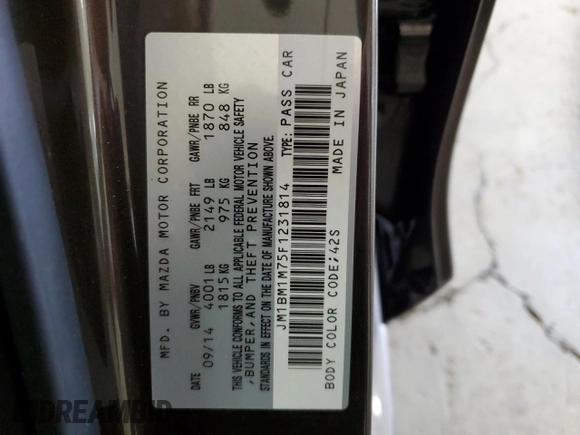 MFD. BY MAZDA MOTOR CORPORATION
DATE GVWR/PNBV GAWR/PNBE FRT GAWR/PNBE RR
09/14 4001 LB 2149 LB 1870 LB
1815 KG 975 KG 848 KG
THIS VEHICLE CONFORMS TO ALL APPLICABLE FEDERAL MOTOR VEHICLE SAFETY
,BUMPER,AND THEFT PREVENTION
STANDARDS IN EFFECT ON THE DATE OF MANUFACTURE SHOWN ABOVE.
JM1BM1M75F1231814 TYPE: PASS CAR
BODY COLOR CODE;42S MADE IN JAPAN
DREAMBID